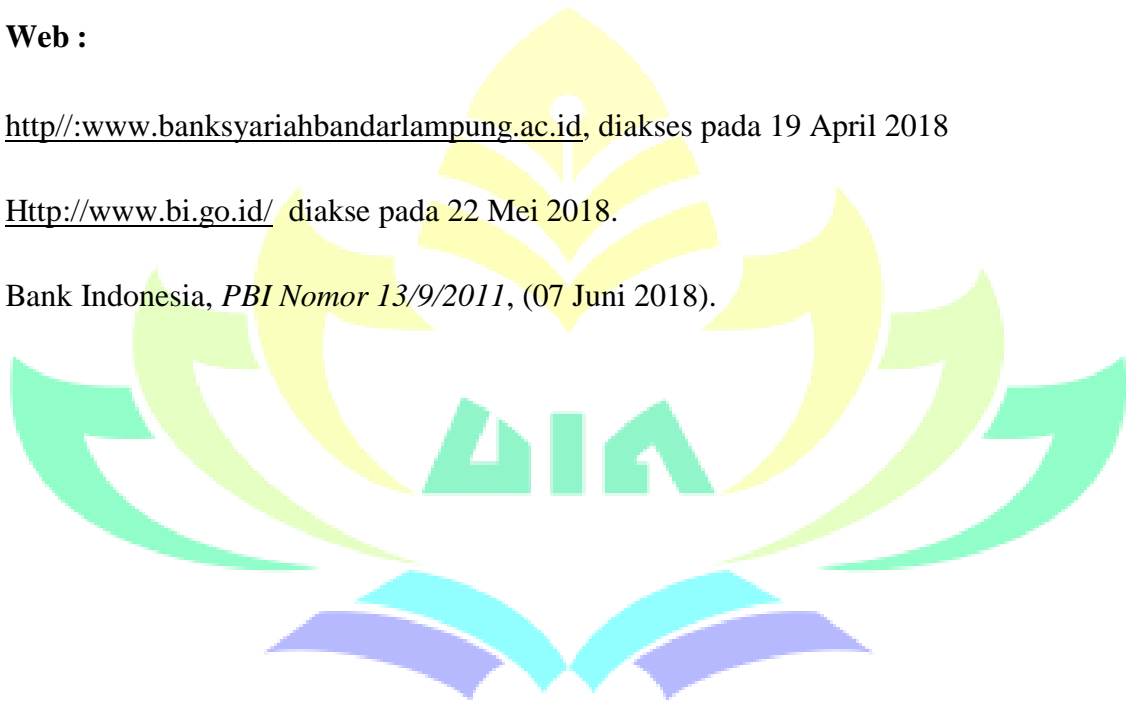 Web :
http//:www.banksyariahbandarlampung.ac.id, diakses pada 19 April 2018
Http://www.bi.go.id/ diakse pada 22 Mei 2018.
Bank Indonesia, PBI Nomor 13/9/2011, (07 Juni 2018).